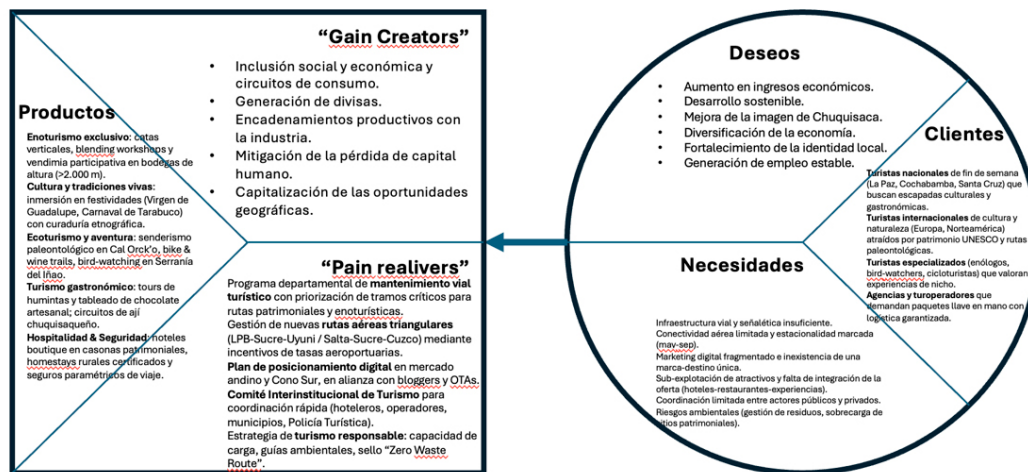 “Gain Creators”
• Inclusión social y económica y
circuitos de consumo.
• Generación de divisas.
• Encadenamientos productivos con
la industria.
• Mitigación de la pérdida de capital
humano.
• Capitalización de las oportunidades
geográficas.
Productos
Enoturismo exclusivo: catas
verticales, blending workshops y
vendimia participativa en bodegas de
altura (>2.000 m).
Cultura y tradiciones vivas:
inmersión en festividades (Virgen de
Guadalupe, Carnaval de Tarabuco)
con curaduría etnográfica.
Ecoturismo y aventura: senderismo
paleontológico en Cal Orck’o, bike &
wine trails, bird-watching en Serranía
del Iñao.
Turismo gastronómico: tours de
humintas y tableado de chocolate
artesanal; circuitos de ají
chuquisaqueño.
Hospitalidad & Seguridad: hoteles
boutique en casonas patrimoniales,
homestays rurales certificados y
seguros paramétricos de viaje.
“Pain realivers”
Programa departamental de mantenimiento vial
turístico con priorización de tramos críticos para
rutas patrimoniales y enoturísticas.
Gestión de nuevas rutas aéreas triangulares
(LPB-Sucre-Uyuni / Salta-Sucre-Cuzco) mediante
incentivos de tasas aeroportuarias.
Plan de posicionamiento digital en mercado
andino y Cono Sur, en alianza con bloggers y OTAs.
Comité Interinstitucional de Turismo para
coordinación rápida (hoteleros, operadores,
municipios, Policía Turística).
Estrategia de turismo responsable: capacidad de
carga, guías ambientales, sello “Zero Waste
Route”.
Deseos
• Aumento en ingresos económicos.
• Desarrollo sostenible.
• Mejora de la imagen de Chuquisaca.
• Diversificación de la economía.
• Fortalecimiento de la identidad local.
• Generación de empleo estable.
Clientes
Turistas nacionales de fin de semana
(La Paz, Cochabamba, Santa Cruz) que
buscan escapadas culturales y
gastronómicas.
Turistas internacionales de cultura y
naturaleza (Europa, Norteamérica)
atraídos por patrimonio UNESCO y rutas
paleontológicas.
Turistas especializados (enólogos,
bird-watchers, cicloturistas) que valoran
experiencias de nicho.
Agencias y turoperadores que
demandan paquetes llave en mano con
logística garantizada.
Necesidades
Infraestructura vial y señalética insuficiente.
Conectividad aérea limitada y estacionalidad marcada
(may-sep).
Marketing digital fragmentado e inexistencia de una
marca-destino única.
Sub-explotación de atractivos y falta de integración de la
oferta (hoteles-restaurantes-experiencias).
Coordinación limitada entre actores públicos y privados.
Riesgos ambientales (gestión de residuos, sobrecarga de
sitios patrimoniales).